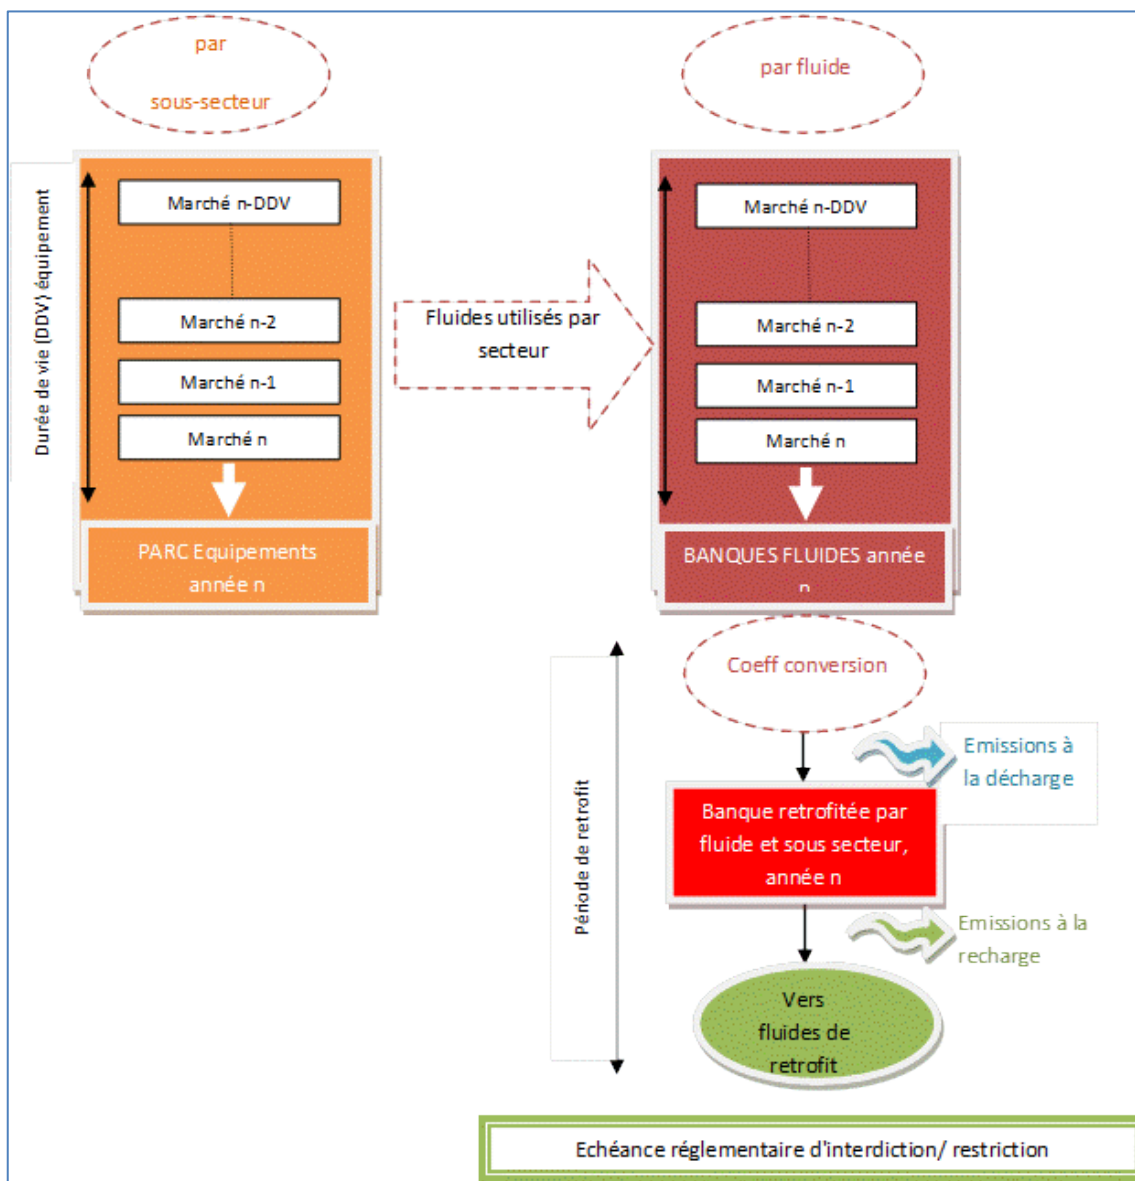 par
sous-secteur
par fluide
Durée de vie (DDV) équipement
Marché n-DDV
Marché n-2
Marché n-1
Marché n
PARC Equipements
année n
Fluides utilisés par
secteur
Marché n-DDV
Marché n-2
Marché n-1
Marché n
BANQUES FLUIDES année
n
Période de retrofit
Coeff conversion
Emissions à
la décharge
Banque retrofitée par
fluide et sous secteur,
année n
Emissions à la
recharge
Vers
fluides de
retrofit
Echéance réglementaire d'interdiction/ restriction